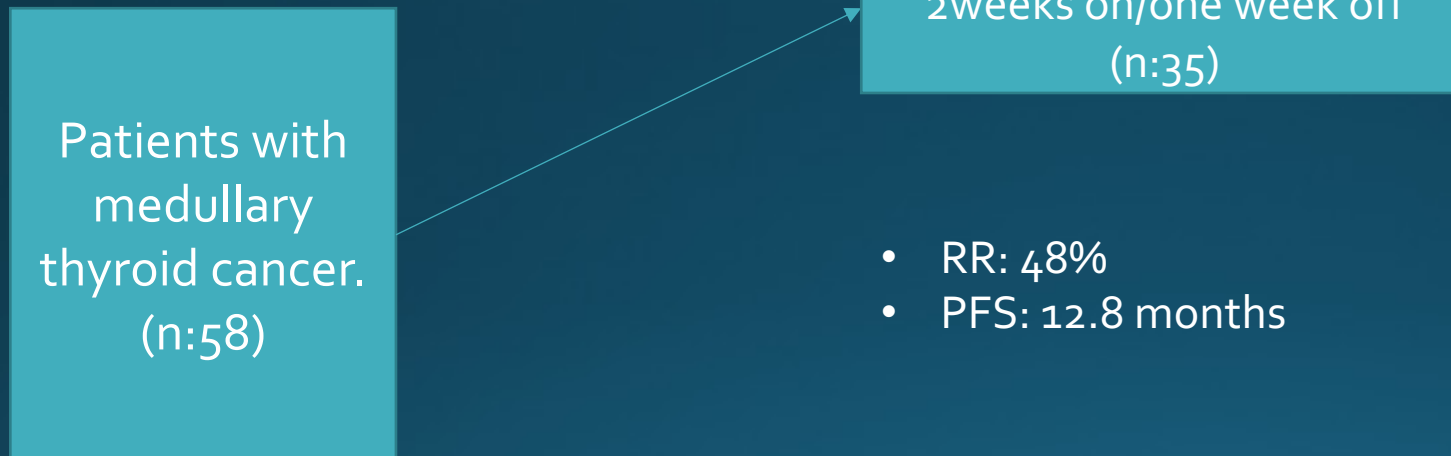 Patients with
medullary
thyroid cancer.
(n:58)
2weeks on/one week off
(n:35)
• RR: 48%
• PFS: 12.8 months